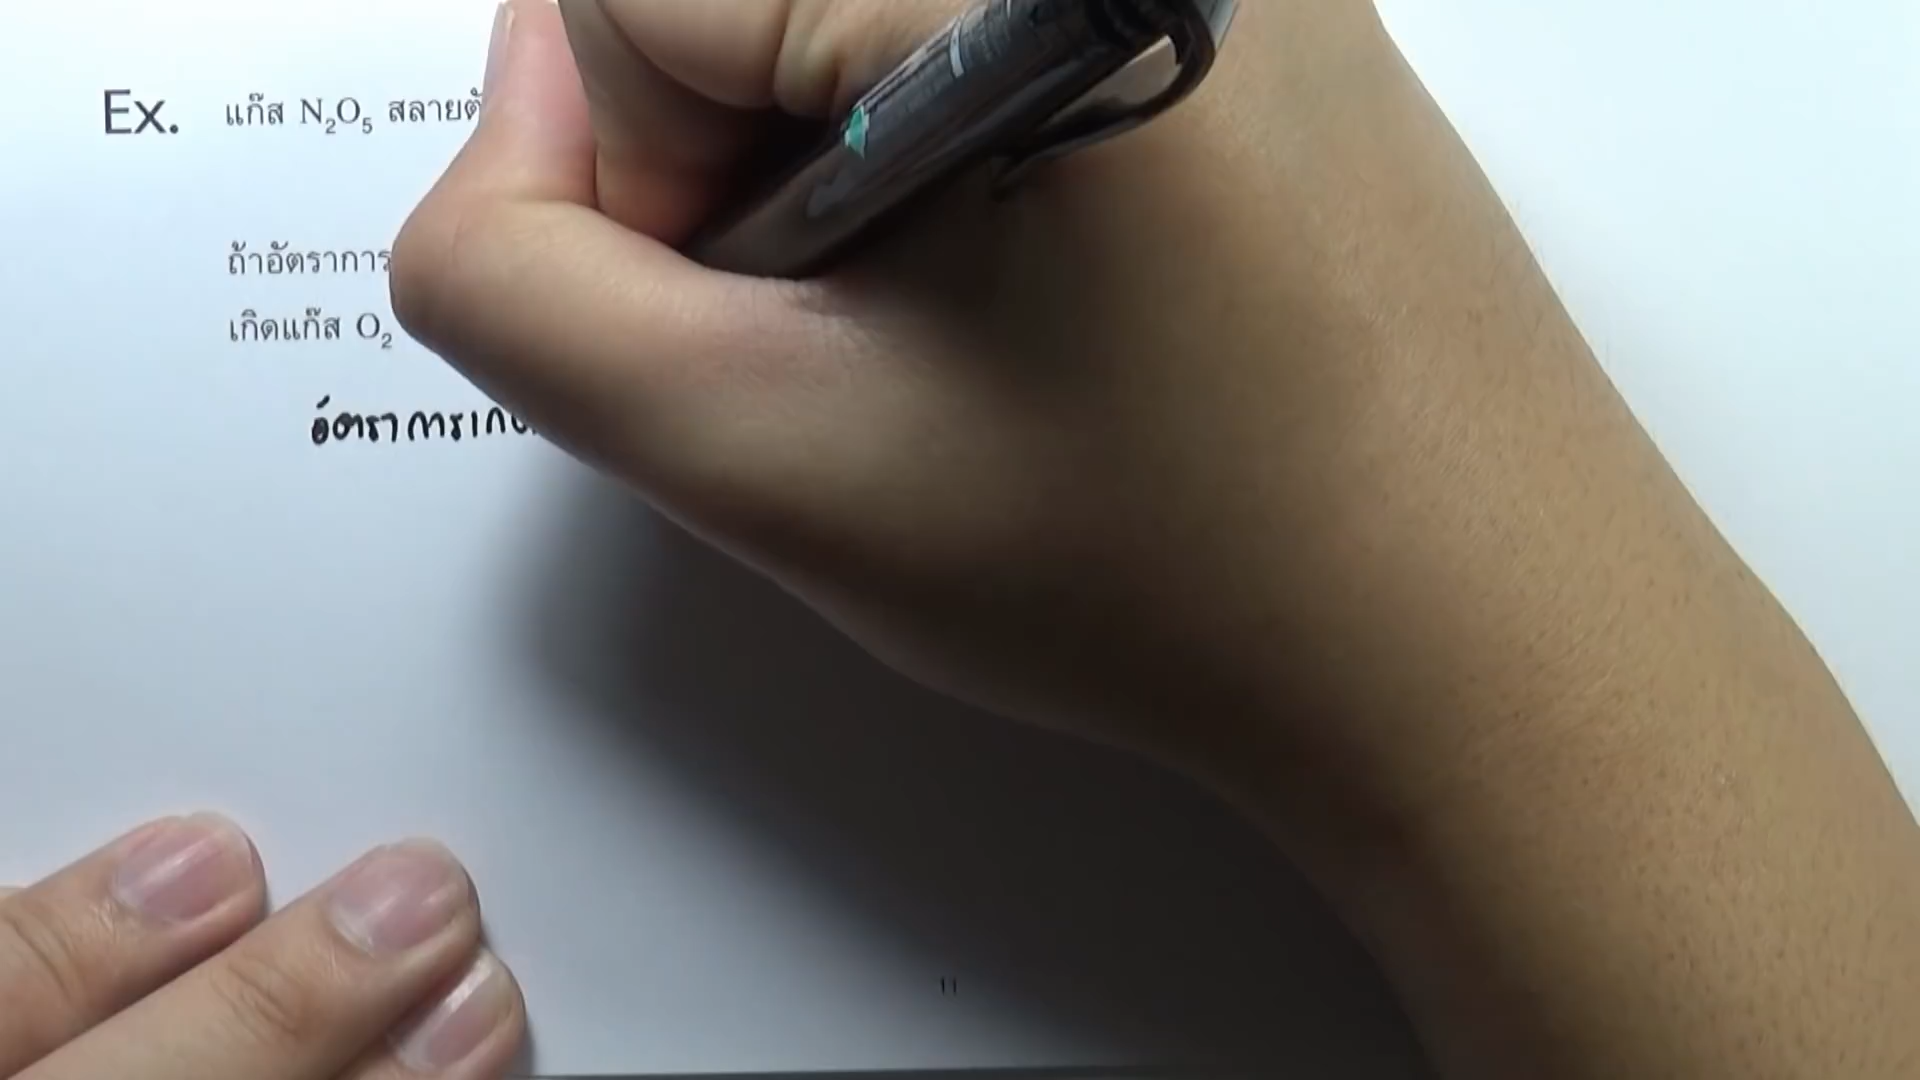 Ex. แก๊ส N₂O₅ สลายตั
ถ้าอัตราการ
เกิดแก๊ส O₂
อัตราการเกิ
11